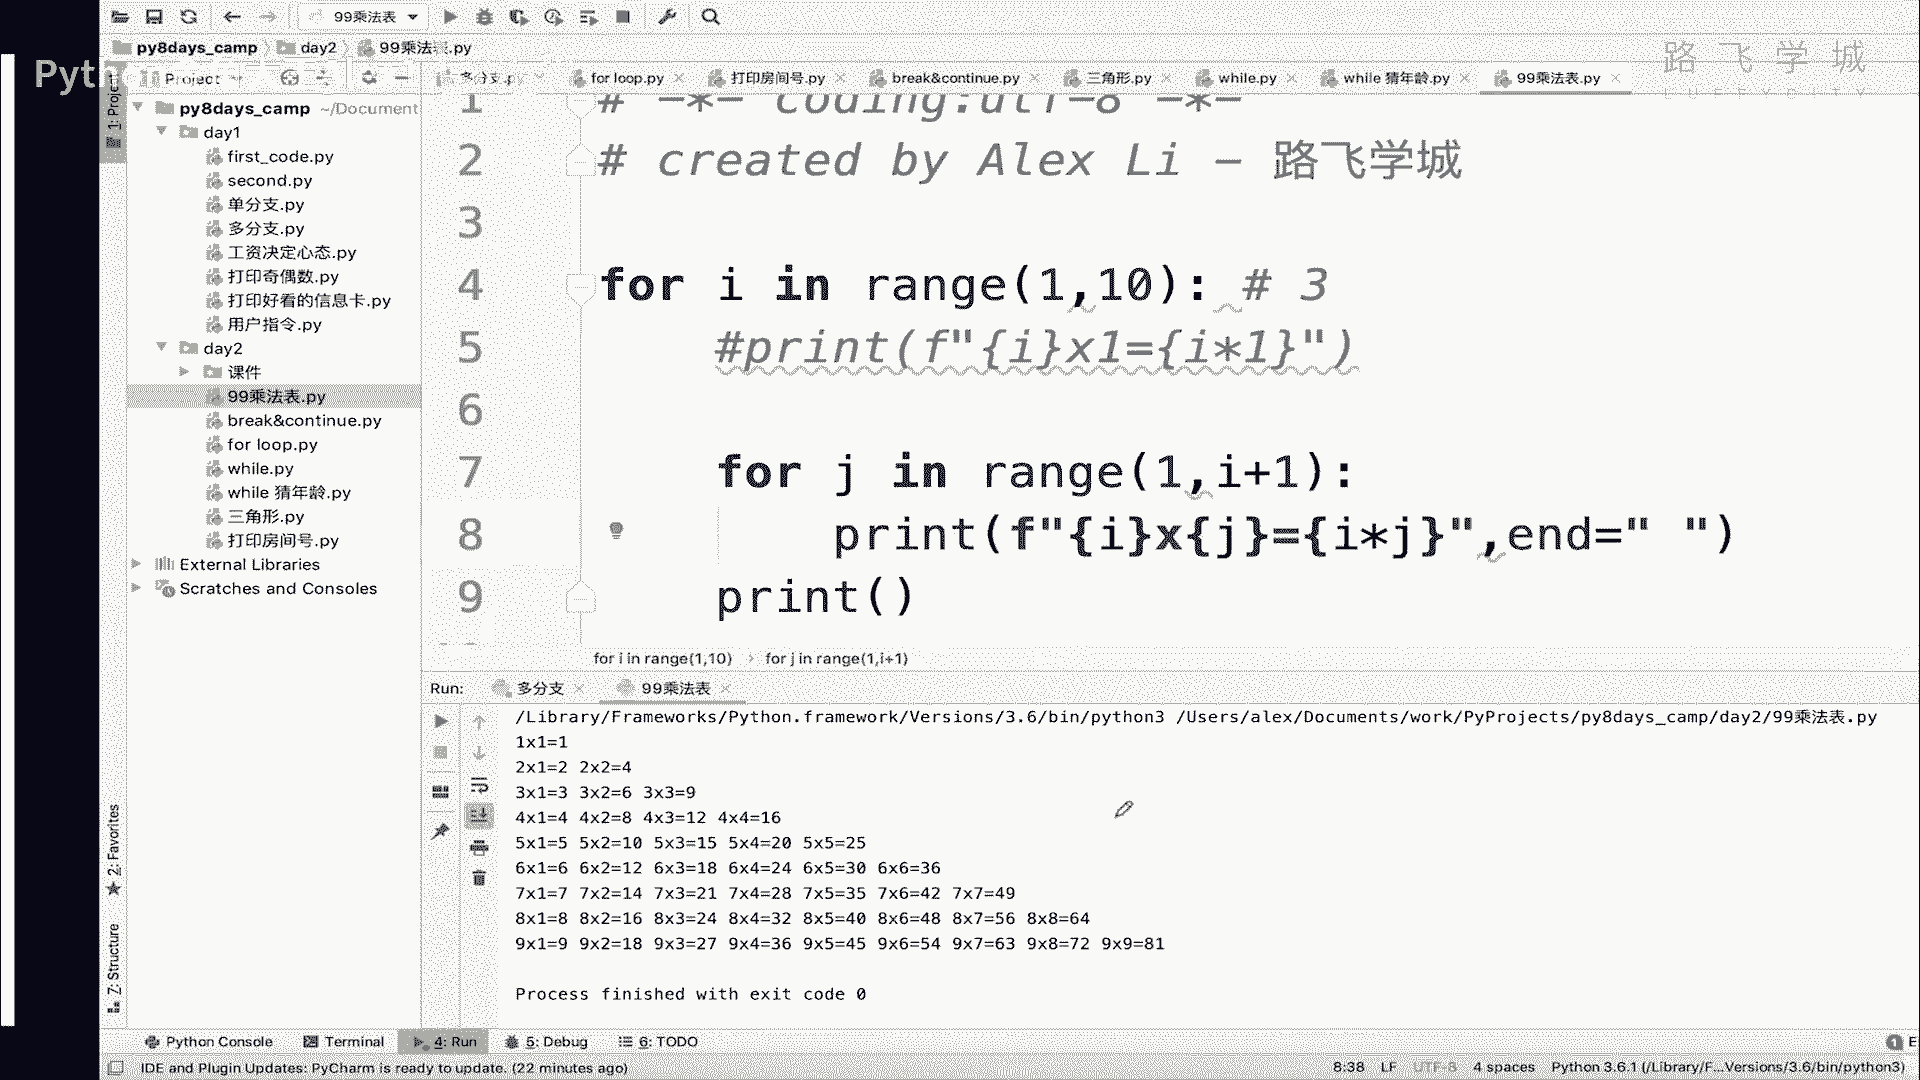 99乘法表
py8days_camp day2 99乘法表.py
Pyt
路飞学城
Project
多分支.py for loop.py 打印房间号.py break&continue.py 三角形.py while.py while 猜年龄.py 99乘法表.py
LUFFYCITY
1: Proje
py8days_camp ~/Document
day1
first_code.py
second.py
单分支.py
多分支.py
工资决定心态.py
打印奇偶数.py
打印好看的信息卡.py
用户指令.py
day2
课件
99乘法表.py
break&continue.py
for loop.py
while.py
while 猜年龄.py
三角形.py
打印房间号.py
External Libraries
Scratches and Consoles
1 # -*- coding:utf-8 -*-
2 # created by Alex Li - 路飞学城
3
4 for i in range(1,10): # 3
5 #print(f"{i}x1={i*1}")
6
7 for j in range(1,i+1):
8 print(f"{i}x{j}={i*j}",end=" ")
9 print()
for i in range(1,10) for j in range(1,i+1)
Run: 多分支 99乘法表
/Library/Frameworks/Python.framework/Versions/3.6/bin/python3 /Users/alex/Documents/work/PyProjects/py8days_camp/day2/99乘法表.py
1x1=1
2x1=2 2x2=4
3x1=3 3x2=6 3x3=9
4x1=4 4x2=8 4x3=12 4x4=16
5x1=5 5x2=10 5x3=15 5x4=20 5x5=25
6x1=6 6x2=12 6x3=18 6x4=24 6x5=30 6x6=36
7x1=7 7x2=14 7x3=21 7x4=28 7x5=35 7x6=42 7x7=49
8x1=8 8x2=16 8x3=24 8x4=32 8x5=40 8x6=48 8x7=56 8x8=64
9x1=9 9x2=18 9x3=27 9x4=36 9x5=45 9x6=54 9x7=63 9x8=72 9x9=81
Process finished with exit code 0
2: Favorites
7: Structure
Python Console Terminal 4: Run 5: Debug 6: TODO 1 E
IDE and Plugin Updates: PyCharm is ready to update. (22 minutes ago) 8:38 LF UTF-8 4 spaces Python 3.6.1 (/Library/F...Versions/3.6/bin/python3)